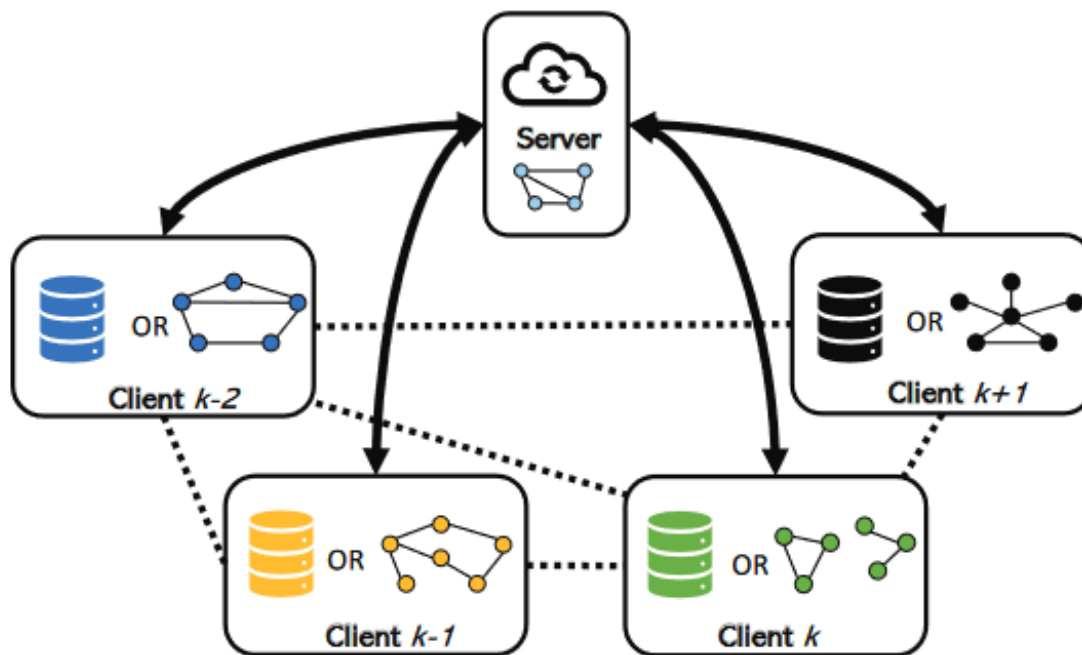 Server
OR
Client k-2
OR
Client k+1
OR
Client k-1
OR
Client k